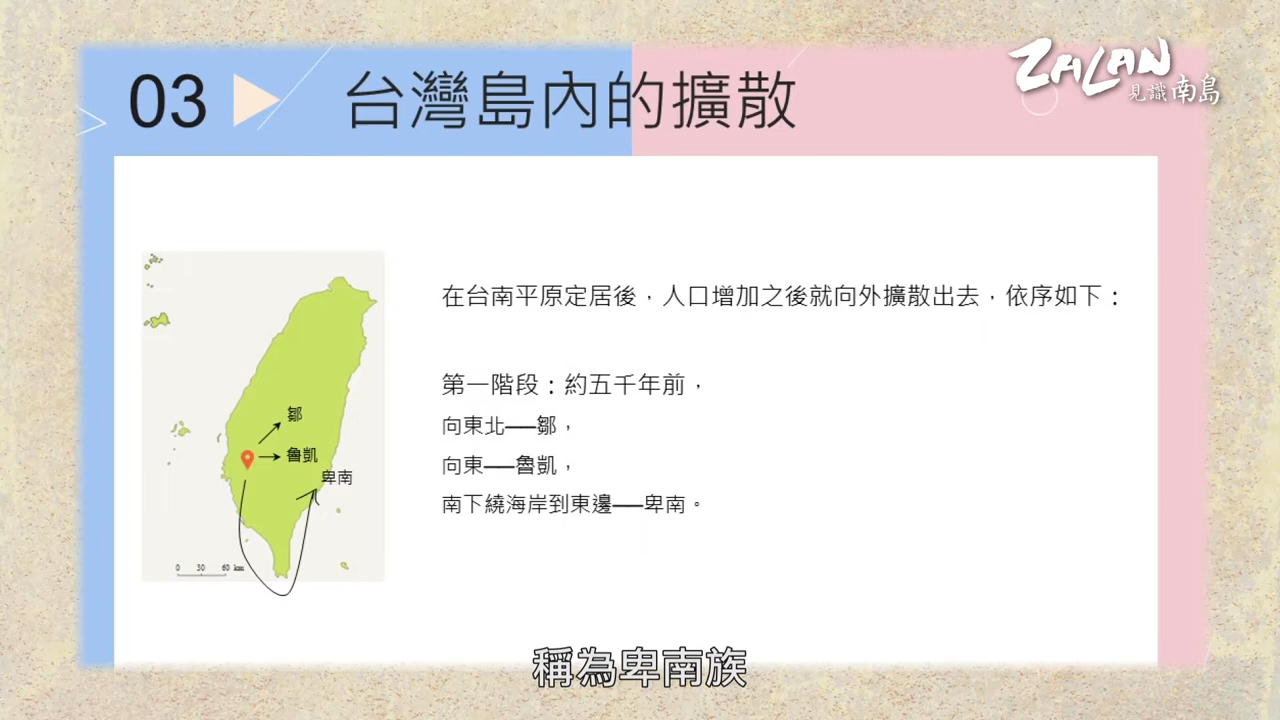 03
台灣島內的擴散
ZALAN
見識南島
在台南平原定居後，人口增加之後就向外擴散出去，依序如下：
第一階段：約五千年前，
向東北──鄒，
向東──魯凱，
南下繞海岸到東邊──卑南。
鄒
魯凱
卑南
0 30 60 km
稱為卑南族